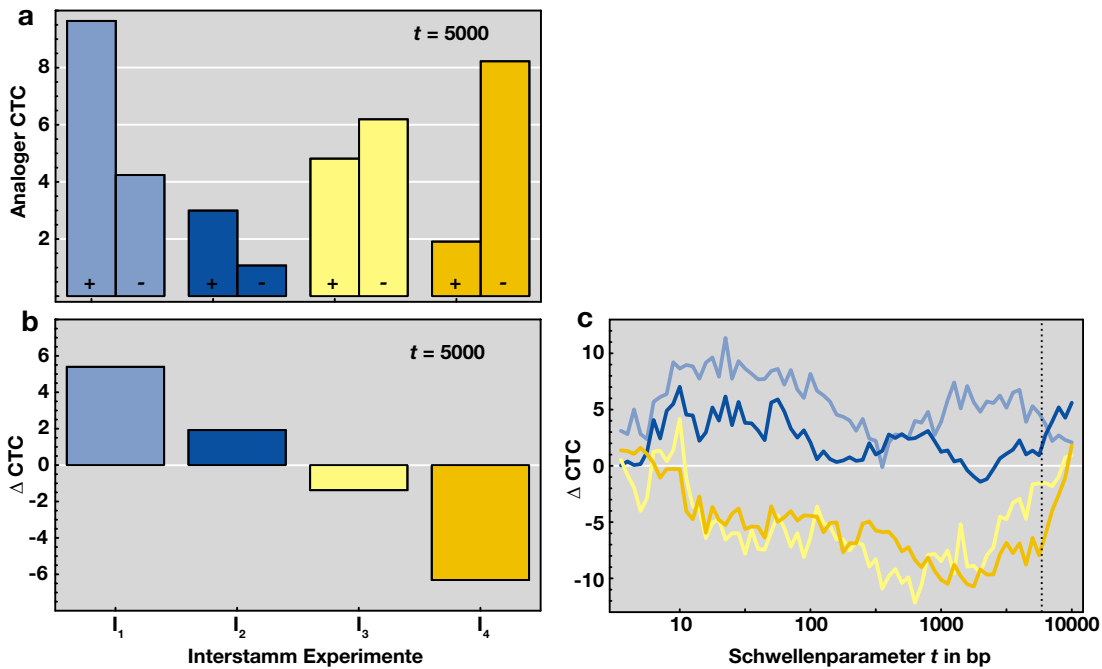 a
t = 5000
Analoger CTC
8
6
4
2
+ - + - + - + -
b
t = 5000
Δ CTC
6
4
2
0
-2
-4
-6
I1 I2 I3 I4
Interstamm Experimente
c
Δ CTC
10
5
0
-5
-10
10 100 1000 10000
Schwellenparameter t in bp